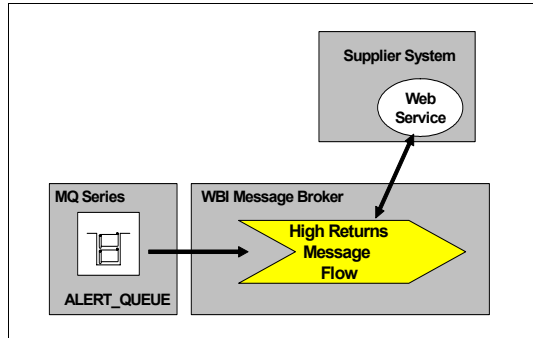 Supplier System
Web
Service
MQ Series
WBI Message Broker
High Returns
Message
Flow
ALERT_QUEUE